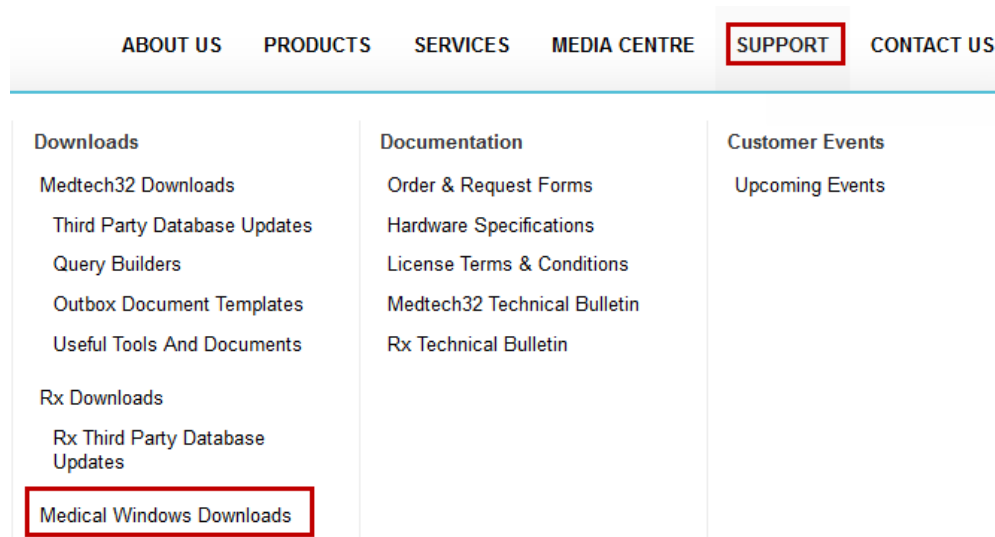 ABOUT US PRODUCTS SERVICES MEDIA CENTRE SUPPORT CONTACT US
Downloads
Medtech32 Downloads
Third Party Database Updates
Query Builders
Outbox Document Templates
Useful Tools And Documents
Rx Downloads
Rx Third Party Database
Updates
Medical Windows Downloads
Documentation
Order & Request Forms
Hardware Specifications
License Terms & Conditions
Medtech32 Technical Bulletin
Rx Technical Bulletin
Customer Events
Upcoming Events